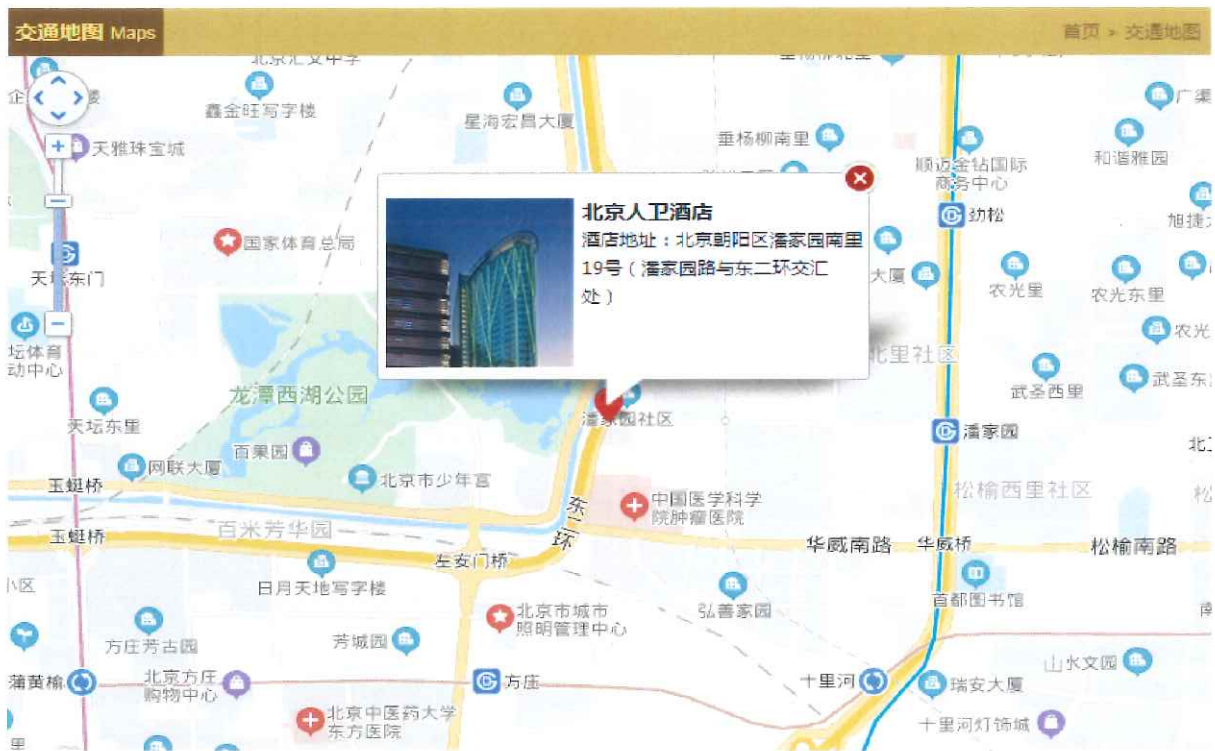 交通地图 Maps
首页 > 交通地图
北京汇文中学
鑫金旺写字楼
星海宏昌大厦
垂杨柳南里
广渠
和谐雅园
天雅珠宝城
顺迈金钻国际
商务中心
劲松
旭捷
国家体育总局
天坛东门
北京人卫酒店
酒店地址：北京朝阳区潘家园南里
19号（潘家园路与东二环交汇
处）
大厦
农光里
农光东里
农光
坛体育
动中心
北里社区
武圣西里
武圣东
龙潭西湖公园
天坛东里
潘家园社区
潘家园
百果园
网联大厦
北京市少年宫
玉蜓桥
中国医学科学
院肿瘤医院
松榆西里社区
松
东二环
百米芳华园
玉蜓桥
左安门桥
华威南路
华威桥
松榆南路
日月天地写字楼
小区
弘善家园
首都图书馆
北京市城市
照明管理中心
方庄芳古园
芳城园
山水文园
蒲黄榆
北京方庄
购物中心
方庄
十里河
瑞安大厦
北京中医药大学
东方医院
十里河灯饰城
里